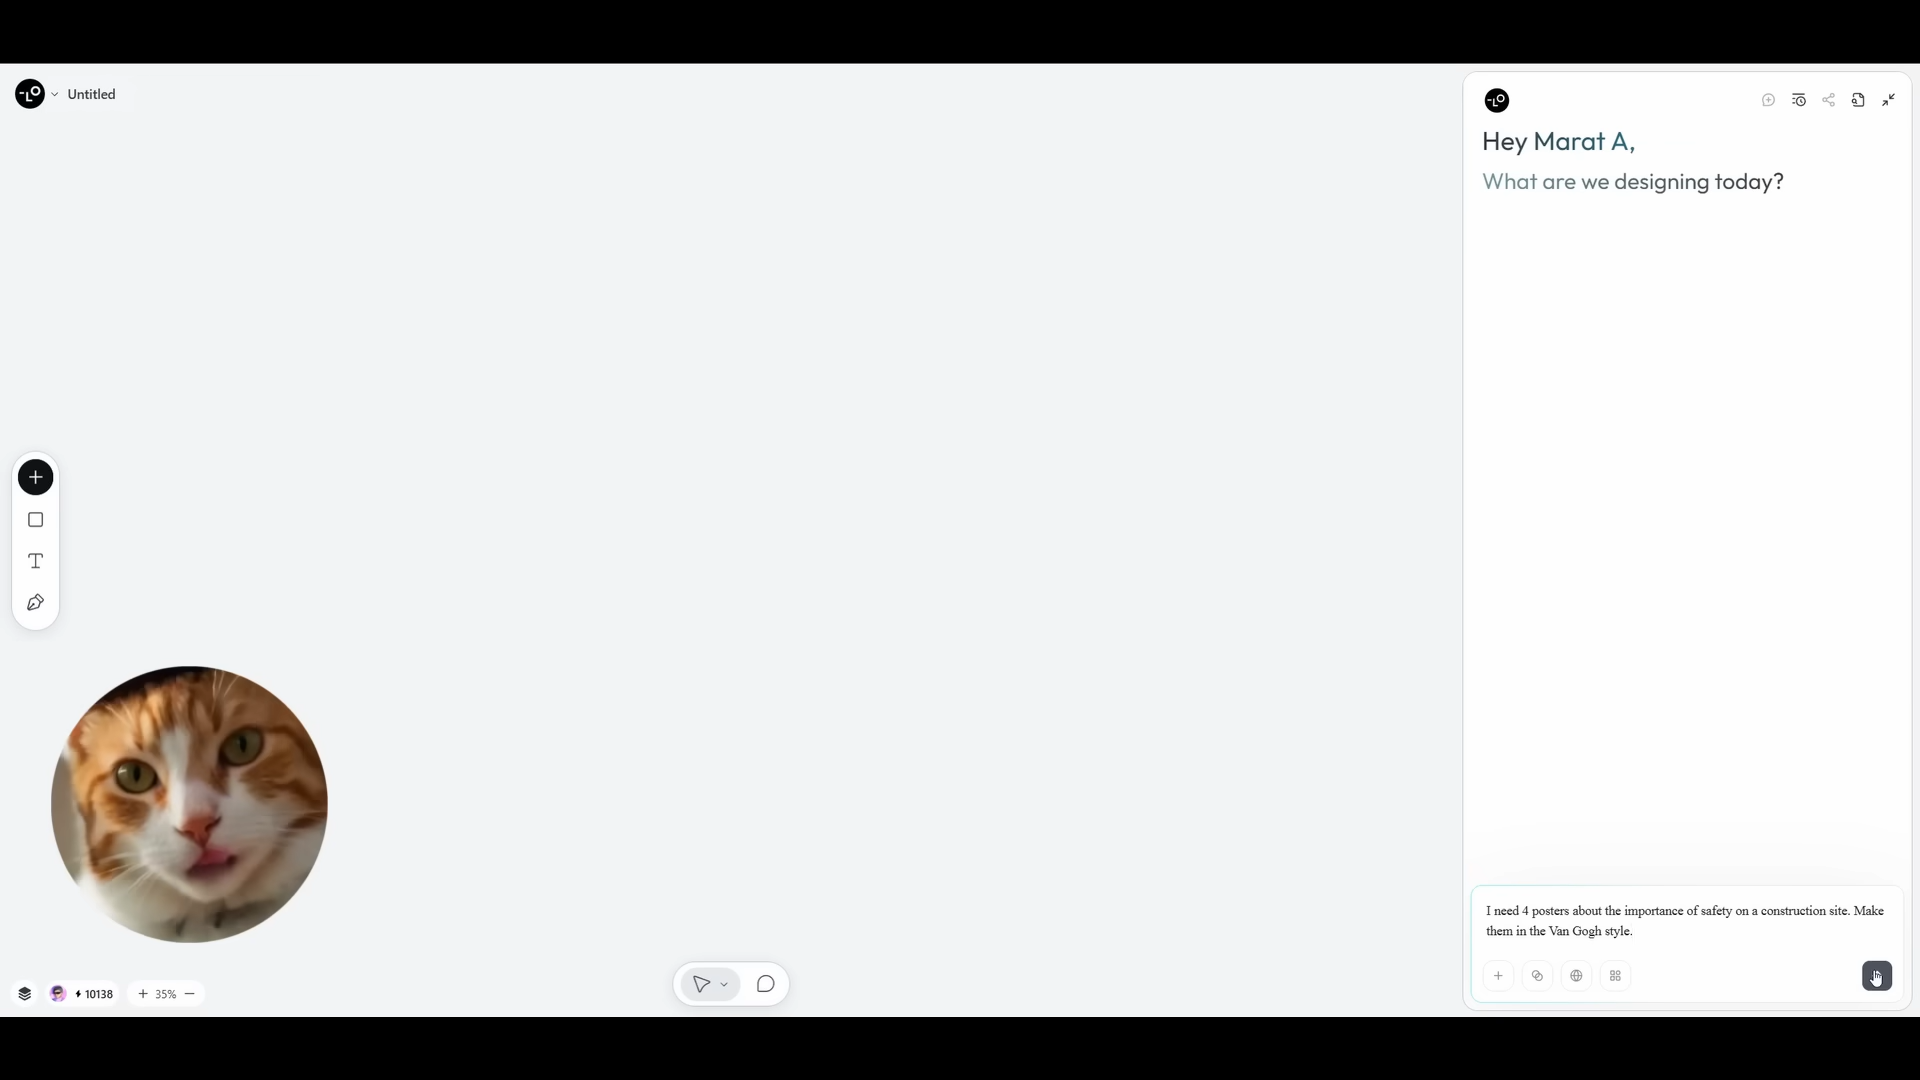 Untitled
Hey Marat A,
What are we designing today?
I need 4 posters about the importance of safety on a construction site. Make
them in the Van Gogh style.
10138
35%